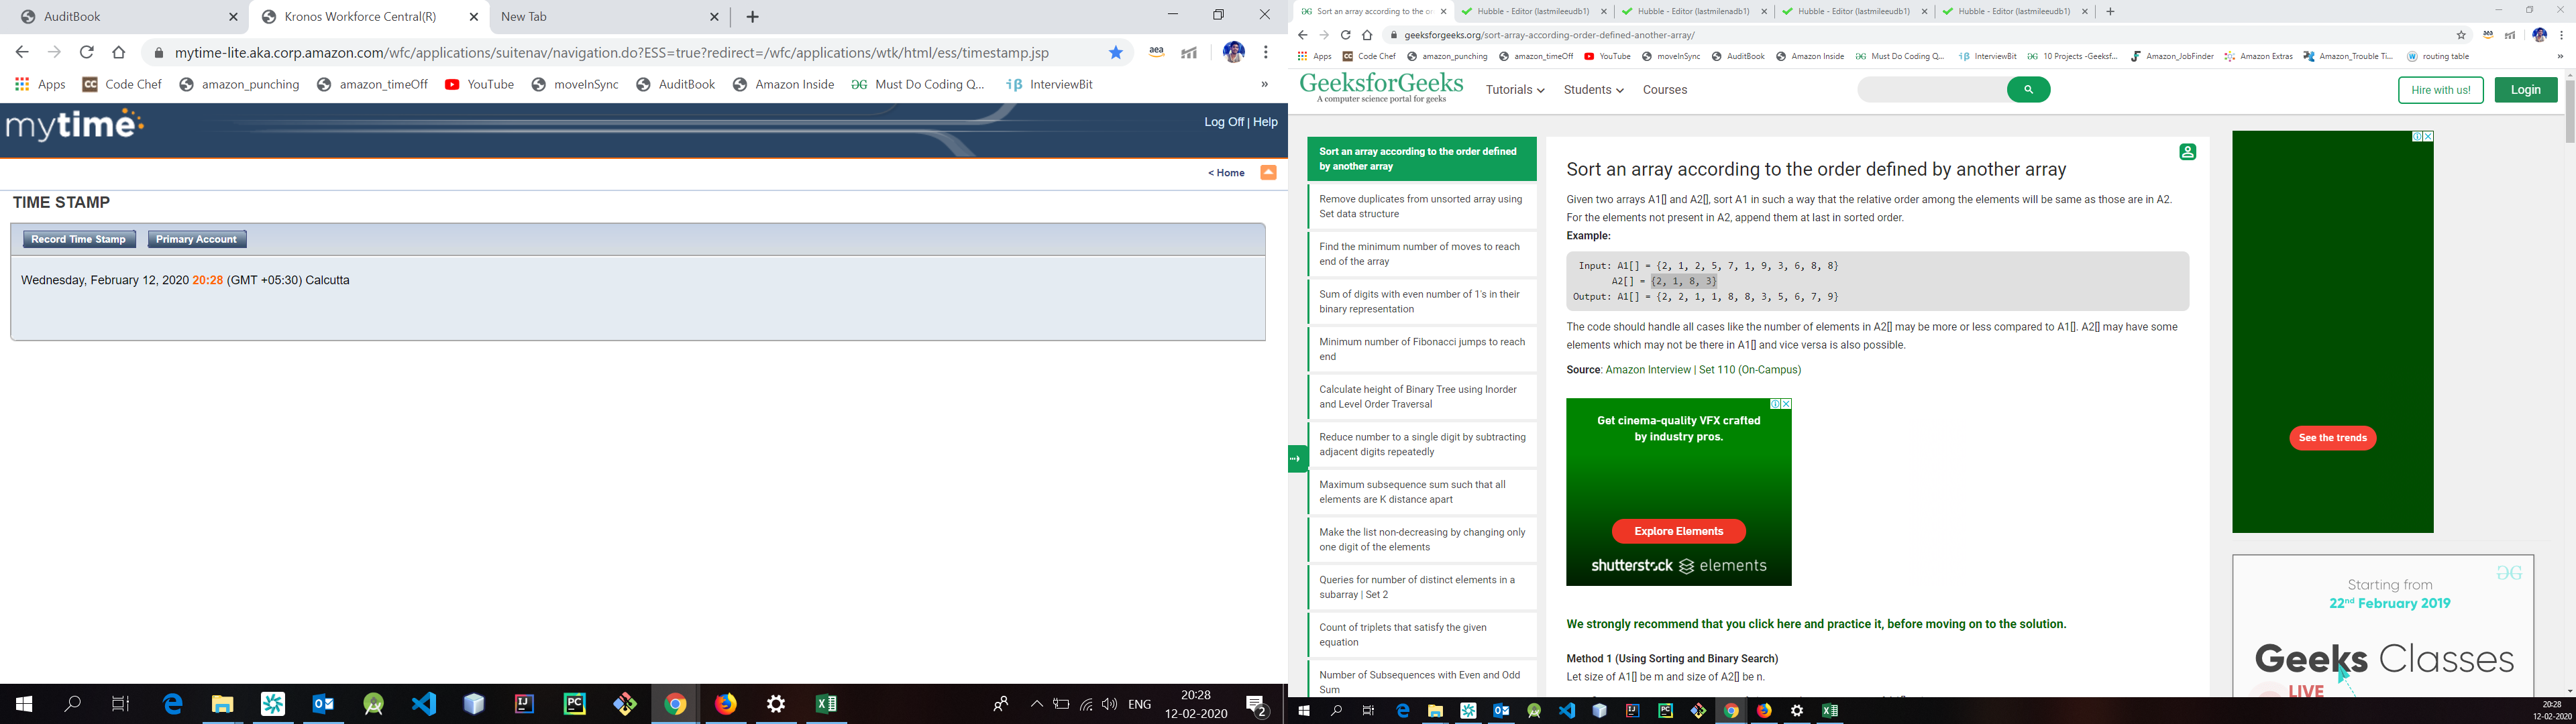 AuditBook
Kronos Workforce Central(R)
New Tab
mytime-lite.aka.corp.amazon.com/wfc/applications/suitenav/navigation.do?ESS=true?redirect=/wfc/applications/wtk/html/ess/timestamp.jsp
aea
Apps
CC Code Chef
amazon_punching
amazon_timeOff
YouTube
moveInSync
AuditBook
Amazon Inside
Must Do Coding Q...
InterviewBit
»
mytime
Log Off | Help
< Home
TIME STAMP
Record Time Stamp
Primary Account
Wednesday, February 12, 2020 20:28 (GMT +05:30) Calcutta
ENG
20:28
12-02-2020
2
Sort an array according to the or
Hubble - Editor (lastmileeudb1)
Hubble - Editor (lastmilenadb1)
Hubble - Editor (lastmileeudb1)
Hubble - Editor (lastmileeudb1)
geeksforgeeks.org/sort-array-according-order-defined-another-array/
Apps
CC Code Chef
amazon_punching
amazon_timeOff
YouTube
moveInSync
AuditBook
Amazon Inside
Must Do Coding Q...
InterviewBit
10 Projects -Geeksf...
Amazon_JobFinder
Amazon Extras
Amazon_Trouble Ti...
routing table
»
GeeksforGeeks
A computer science portal for geeks
Tutorials
Students
Courses
Hire with us!
Login
Sort an array according to the order defined
by another array
Remove duplicates from unsorted array using
Set data structure
Find the minimum number of moves to reach
end of the array
Sum of digits with even number of 1's in their
binary representation
Minimum number of Fibonacci jumps to reach
end
Calculate height of Binary Tree using Inorder
and Level Order Traversal
Reduce number to a single digit by subtracting
adjacent digits repeatedly
Maximum subsequence sum such that all
elements are K distance apart
Make the list non-decreasing by changing only
one digit of the elements
Queries for number of distinct elements in a
subarray | Set 2
Count of triplets that satisfy the given
equation
Number of Subsequences with Even and Odd
Sum
Sort an array according to the order defined by another array
Given two arrays A1[] and A2[], sort A1 in such a way that the relative order among the elements will be same as those are in A2.
For the elements not present in A2, append them at last in sorted order.
Example:
Input: A1[] = {2, 1, 2, 5, 7, 1, 9, 3, 6, 8, 8}
A2[] = {2, 1, 8, 3}
Output: A1[] = {2, 2, 1, 1, 8, 8, 3, 5, 6, 7, 9}
The code should handle all cases like the number of elements in A2[] may be more or less compared to A1[]. A2[] may have some
elements which may not be there in A1[] and vice versa is also possible.
Source: Amazon Interview | Set 110 (On-Campus)
Get cinema-quality VFX crafted
by industry pros.
Explore Elements
shutterstock elements
We strongly recommend that you click here and practice it, before moving on to the solution.
Method 1 (Using Sorting and Binary Search)
Let size of A1[] be m and size of A2[] be n.
See the trends
Starting from
22nd February 2019
Geeks Classes
LIVE
20:28
12-02-2020